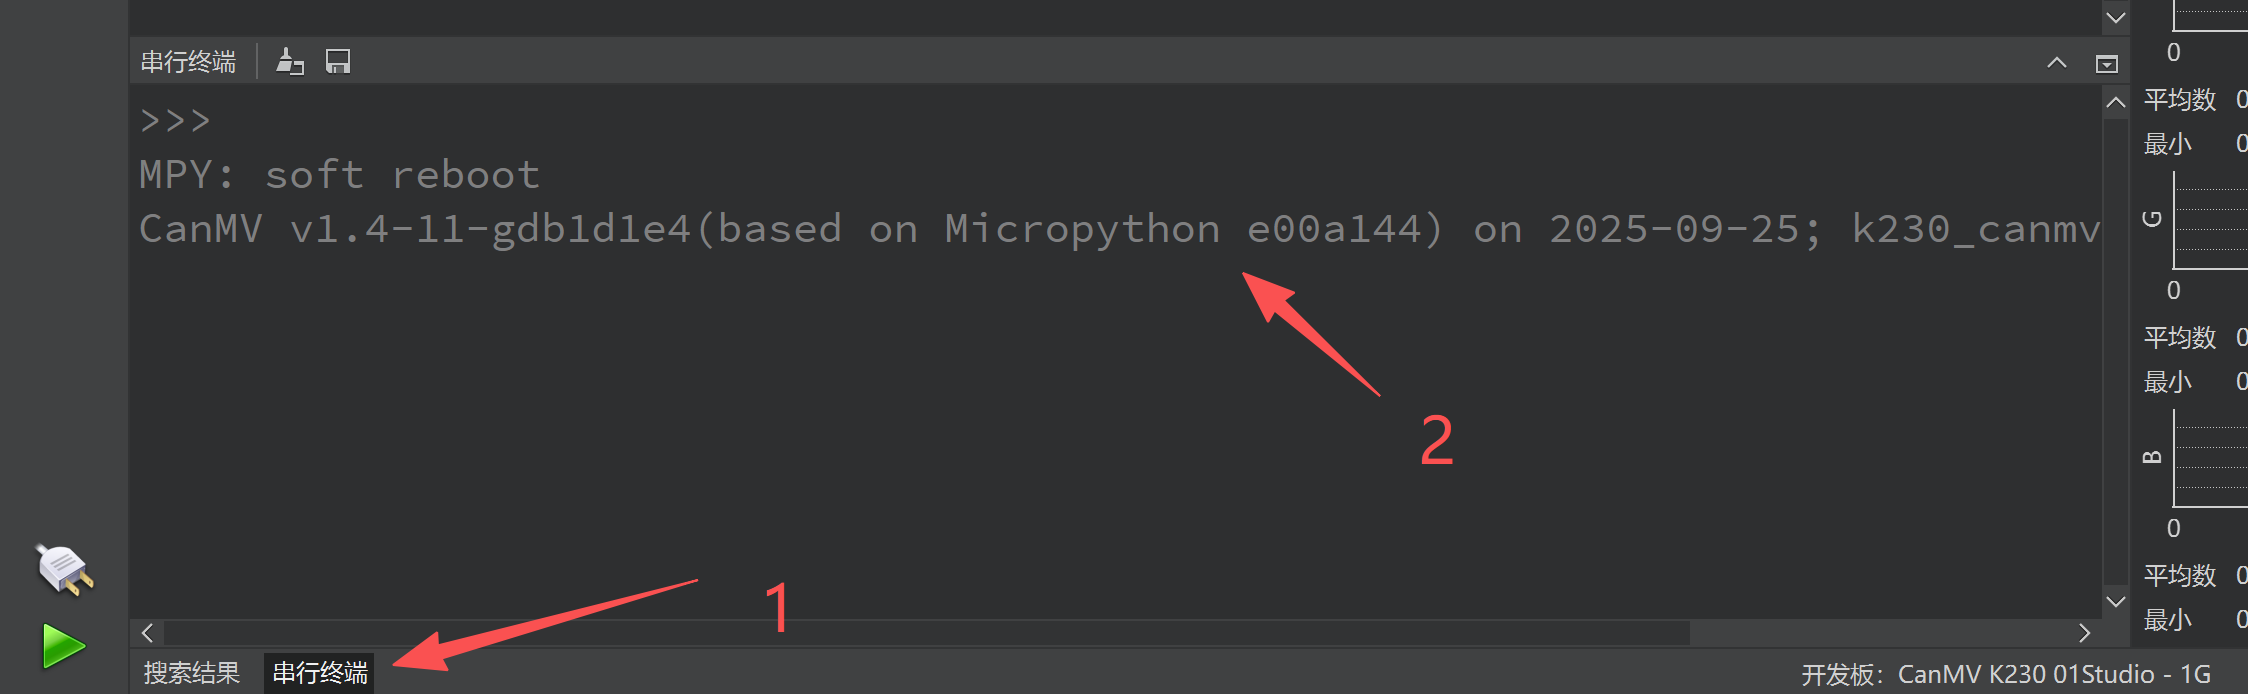 串行终端
0
平均数 0
最小 0
>>>
MPY: soft reboot
CanMV v1.4-11-gdb1d1e4(based on Micropython e00a144) on 2025-09-25; k230_canmv
G
0
平均数 0
最小 0
2
B
0
平均数 0
最小 0
1
搜索结果
串行终端
开发板: CanMV K230 01Studio - 1G